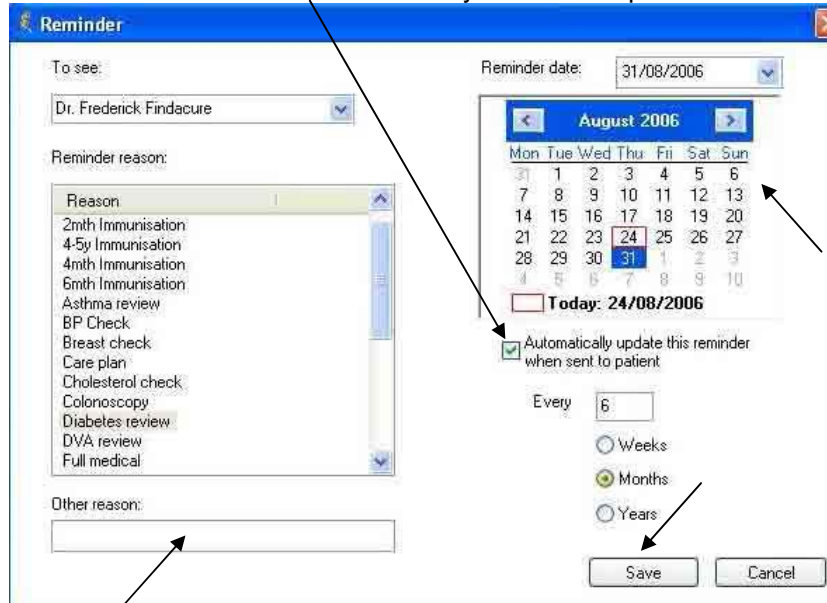 Reminder
To see:
Dr. Frederick Findacure
Reminder reason:
Reason
2mth Immunisation
4-5y Immunisation
4mth Immunisation
6mth Immunisation
Asthma review
BP Check
Breast check
Care plan
Cholesterol check
Colonoscopy
Diabetes review
DVA review
Full medical
Other reason:
Reminder date: 31/08/2006
August 2006
Mon Tue Wed Thu Fri Sat Sun
31 1 2 3 4 5 6
7 8 9 10 11 12 13
14 15 16 17 18 19 20
21 22 23 24 25 26 27
28 29 30 31 1 2 3
4 5 6 7 8 9 10
Today: 24/08/2006
Automatically update this reminder
when sent to patient
Every 6
Weeks
Months
Years
Save Cancel